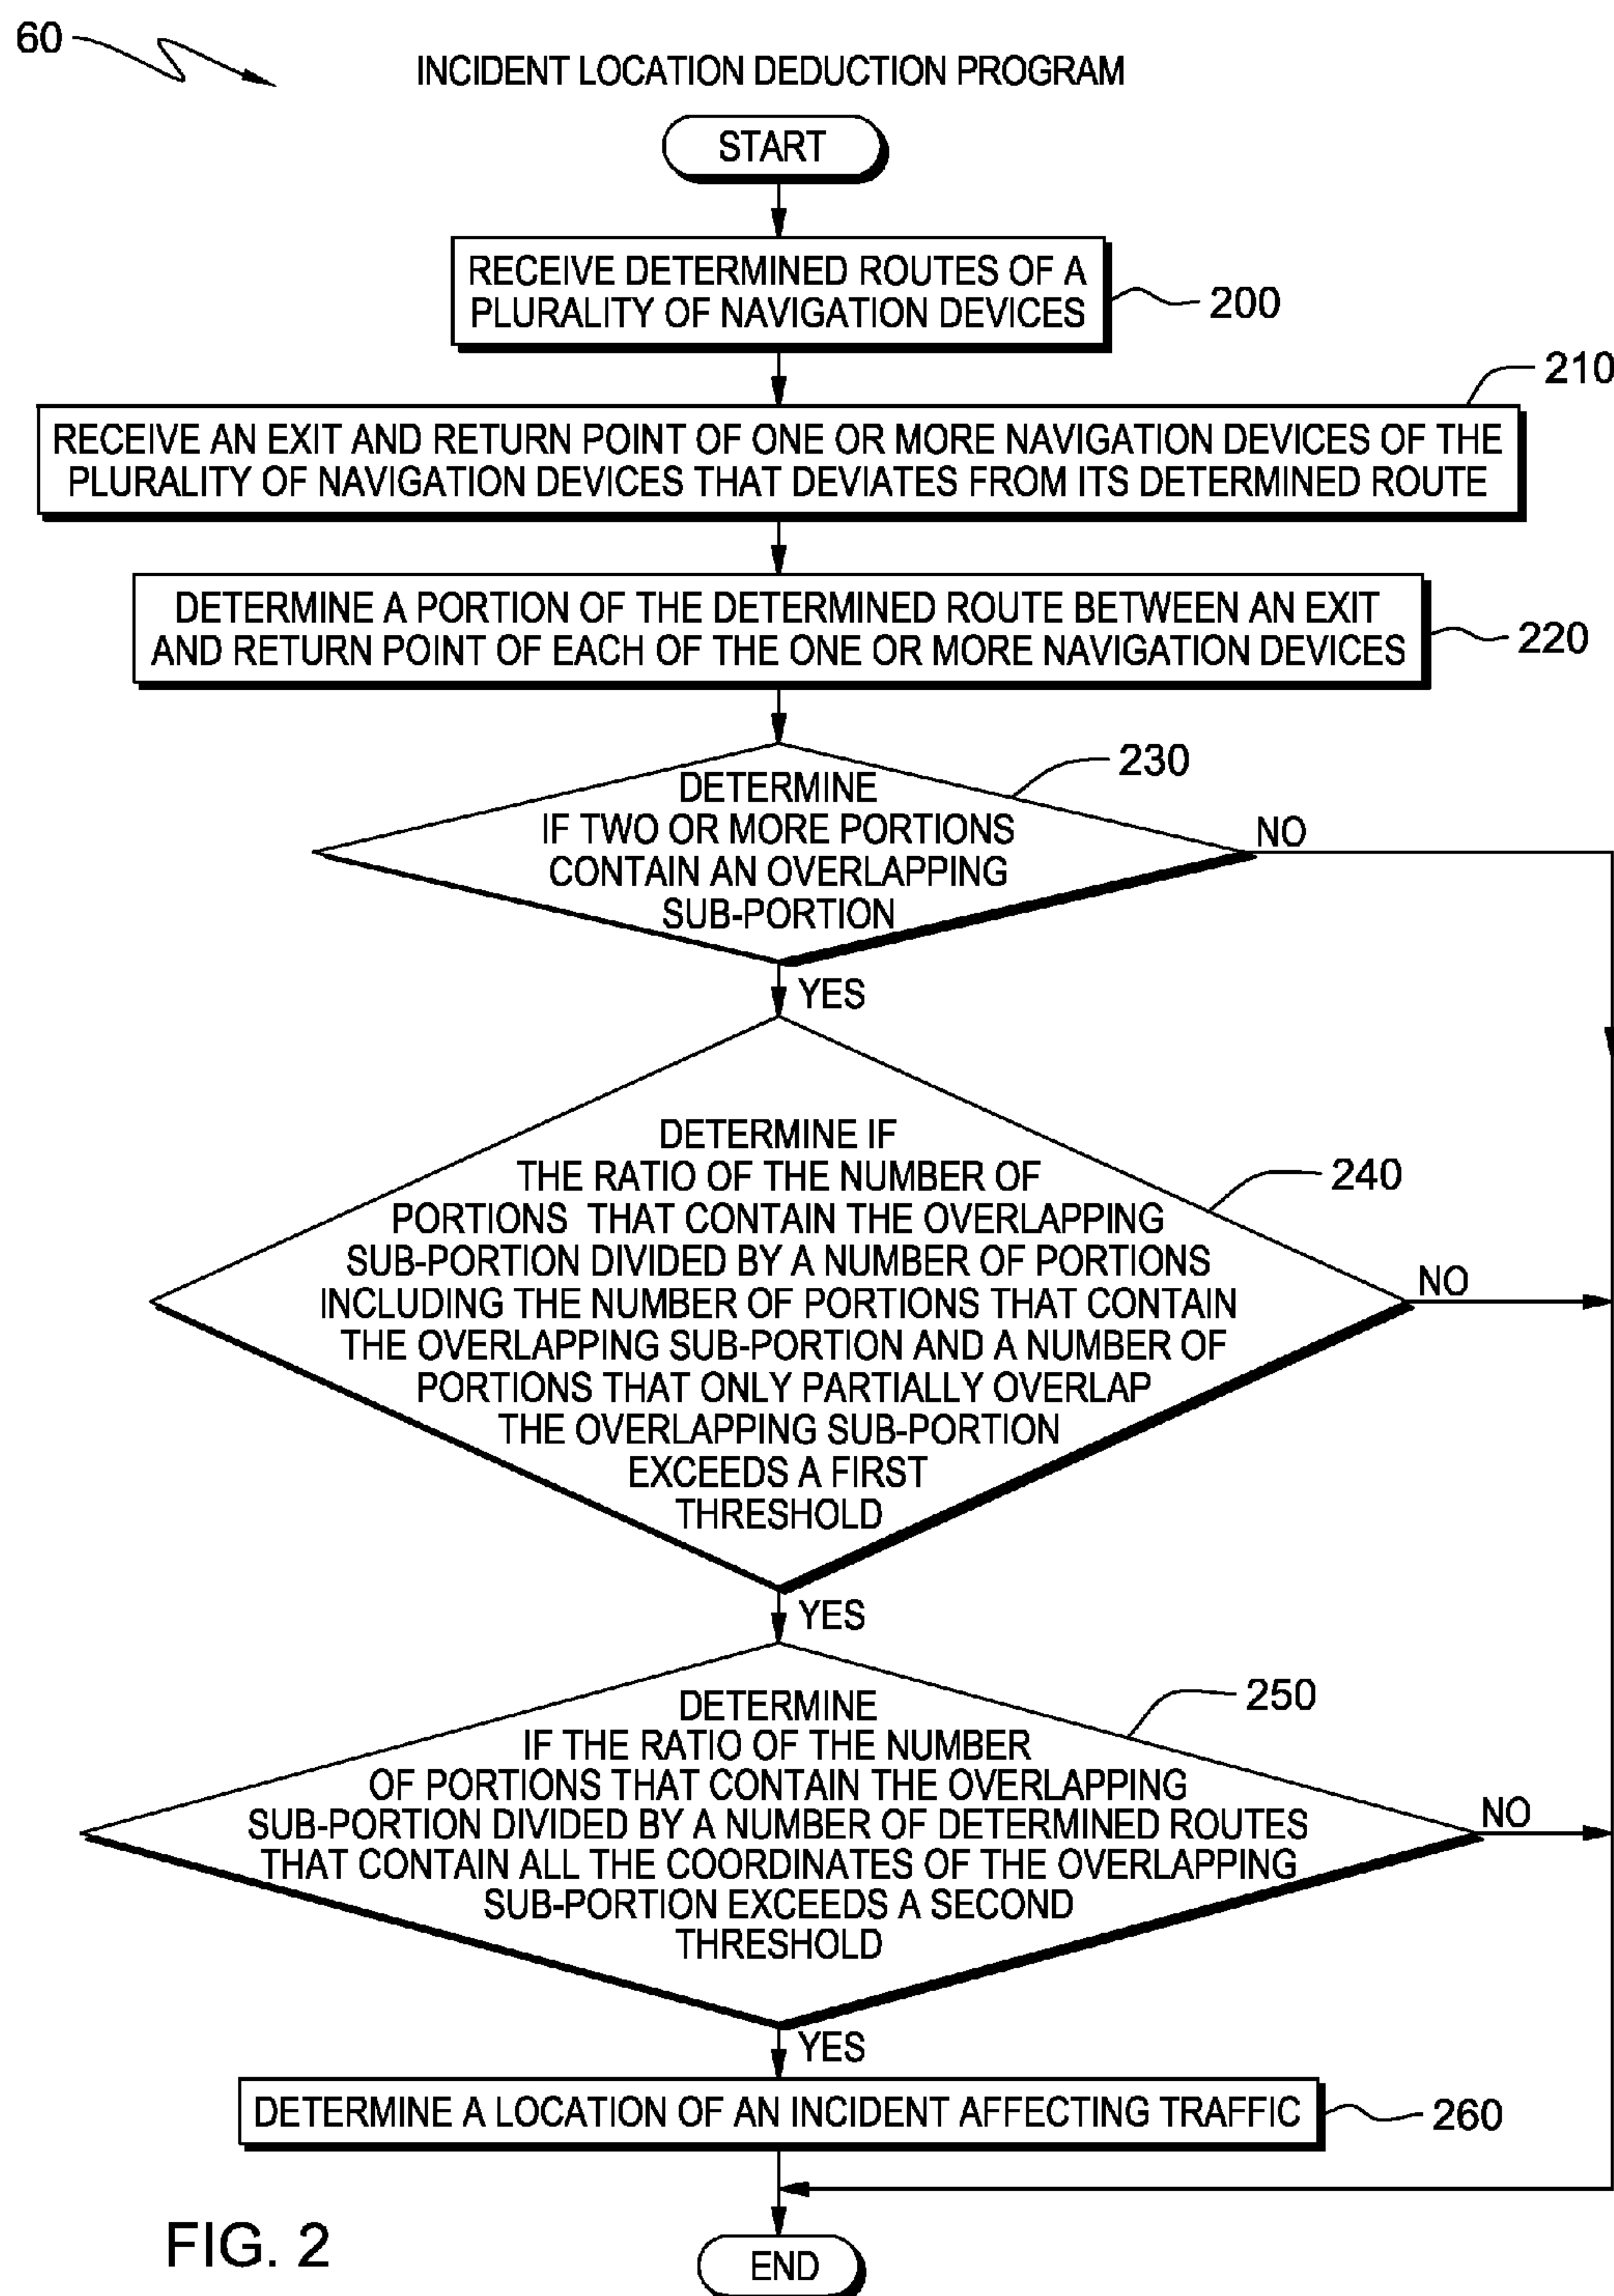 60
INCIDENT LOCATION DEDUCTION PROGRAM
START
RECEIVE DETERMINED ROUTES OF A
PLURALITY OF NAVIGATION DEVICES
200
210
RECEIVE AN EXIT AND RETURN POINT OF ONE OR MORE NAVIGATION DEVICES OF THE
PLURALITY OF NAVIGATION DEVICES THAT DEVIATES FROM ITS DETERMINED ROUTE
DETERMINE A PORTION OF THE DETERMINED ROUTE BETWEEN AN EXIT
AND RETURN POINT OF EACH OF THE ONE OR MORE NAVIGATION DEVICES
220
230
DETERMINE
IF TWO OR MORE PORTIONS
CONTAIN AN OVERLAPPING
SUB-PORTION
NO
YES
DETERMINE IF
THE RATIO OF THE NUMBER OF
PORTIONS THAT CONTAIN THE OVERLAPPING
SUB-PORTION DIVIDED BY A NUMBER OF PORTIONS
INCLUDING THE NUMBER OF PORTIONS THAT CONTAIN
THE OVERLAPPING SUB-PORTION AND A NUMBER OF
PORTIONS THAT ONLY PARTIALLY OVERLAP
THE OVERLAPPING SUB-PORTION
EXCEEDS A FIRST
THRESHOLD
240
NO
YES
DETERMINE
IF THE RATIO OF THE NUMBER
OF PORTIONS THAT CONTAIN THE OVERLAPPING
SUB-PORTION DIVIDED BY A NUMBER OF DETERMINED ROUTES
THAT CONTAIN ALL THE COORDINATES OF THE OVERLAPPING
SUB-PORTION EXCEEDS A SECOND
THRESHOLD
250
NO
YES
DETERMINE A LOCATION OF AN INCIDENT AFFECTING TRAFFIC
260
FIG. 2
END